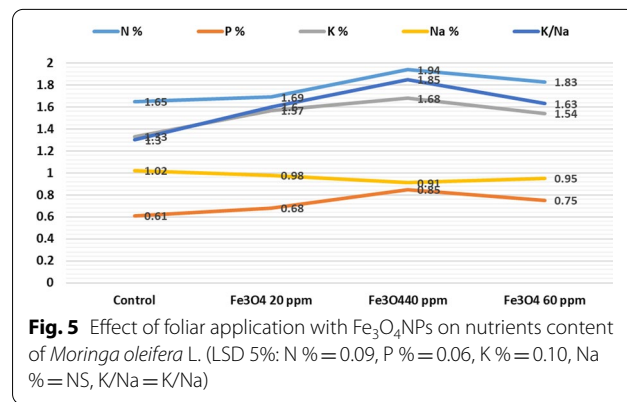 N % P % K % Na % K/Na
2
1.8
1.6
1.4
1.2
1
0.8
0.6
0.4
0.2
0
1.65 1.69 1.94 1.83
1.3 1.6 1.85 1.63
1.33 1.57 1.68 1.54
1.02 0.98 0.91 0.95
0.61 0.68 0.85 0.75
Control Fe3O4 20 ppm Fe3O440 ppm Fe3O4 60 ppm
Fig. 5 Effect of foliar application with Fe₃O₄NPs on nutrients content
of Moringa oleifera L. (LSD 5%: N % = 0.09, P % = 0.06, K % = 0.10, Na
% = NS, K/Na = K/Na)